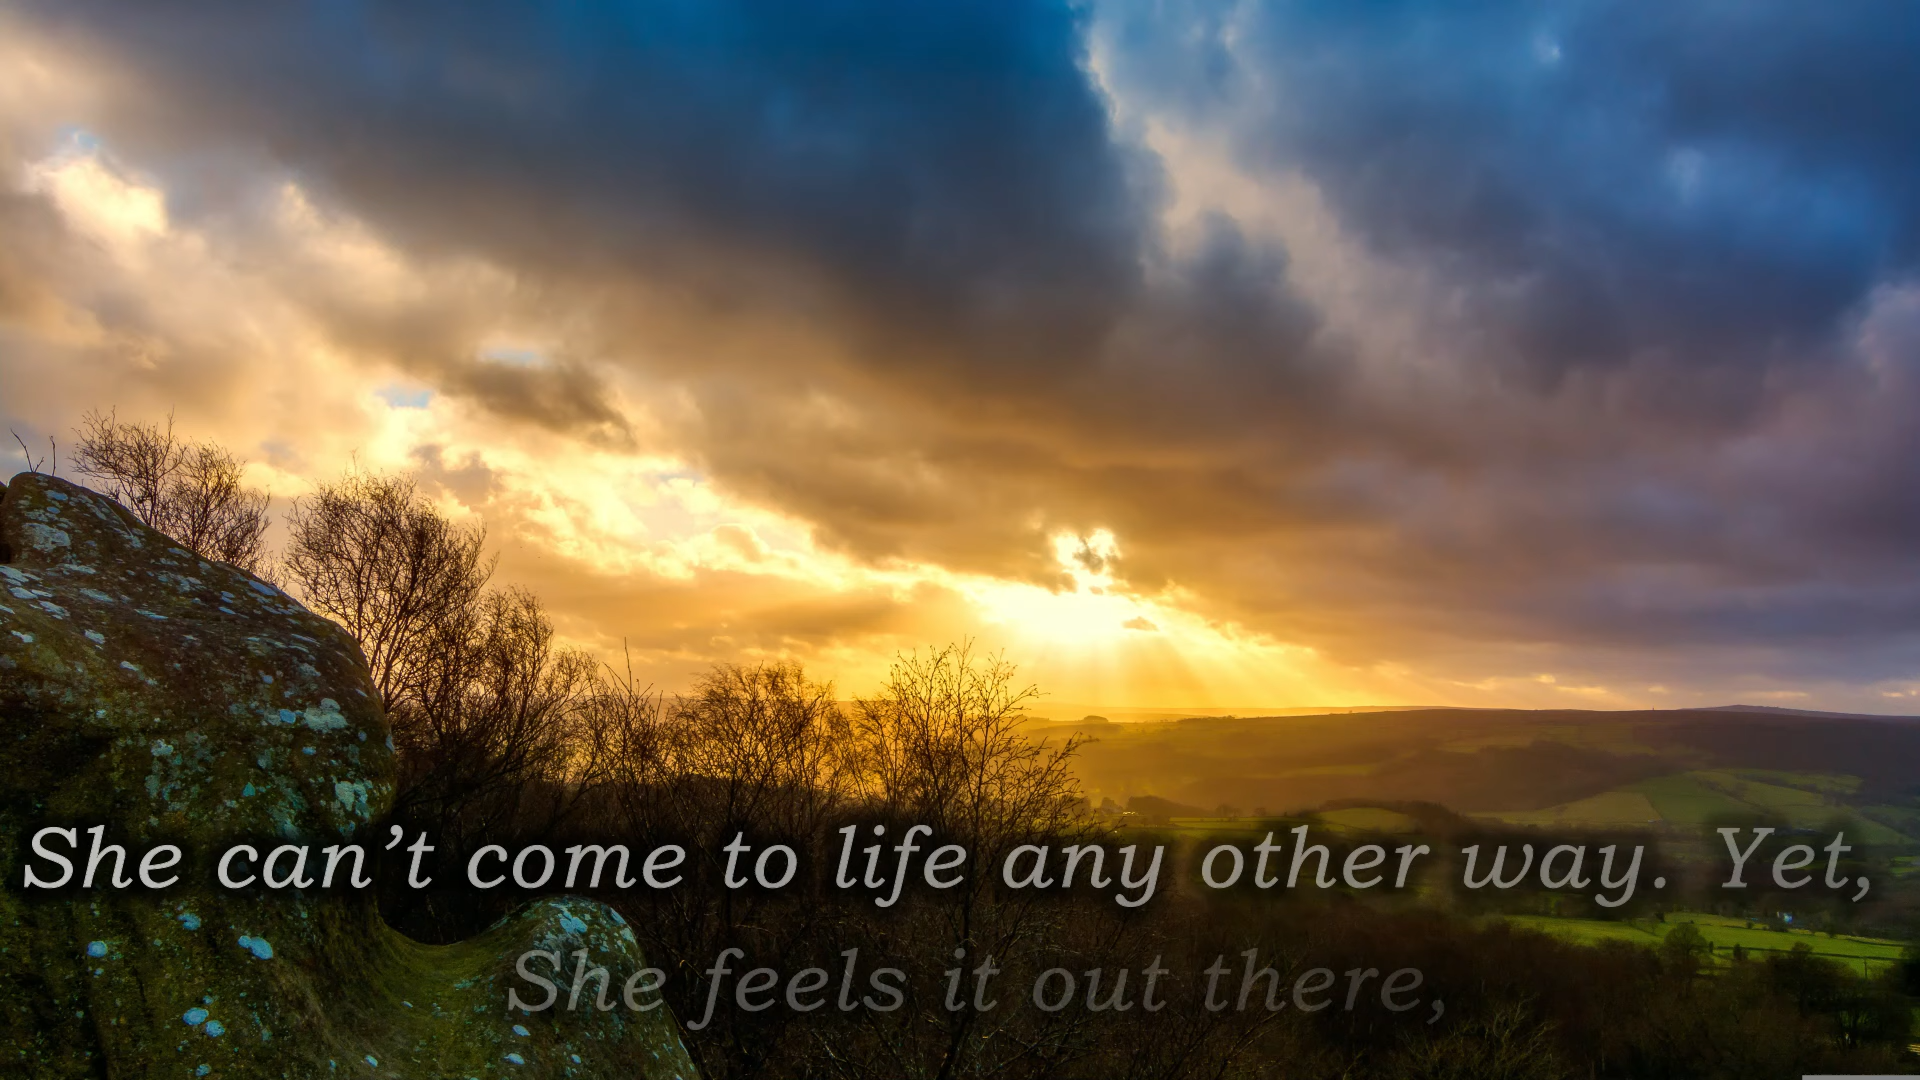 She can’t come to life any other way. Yet,
She feels it out there,